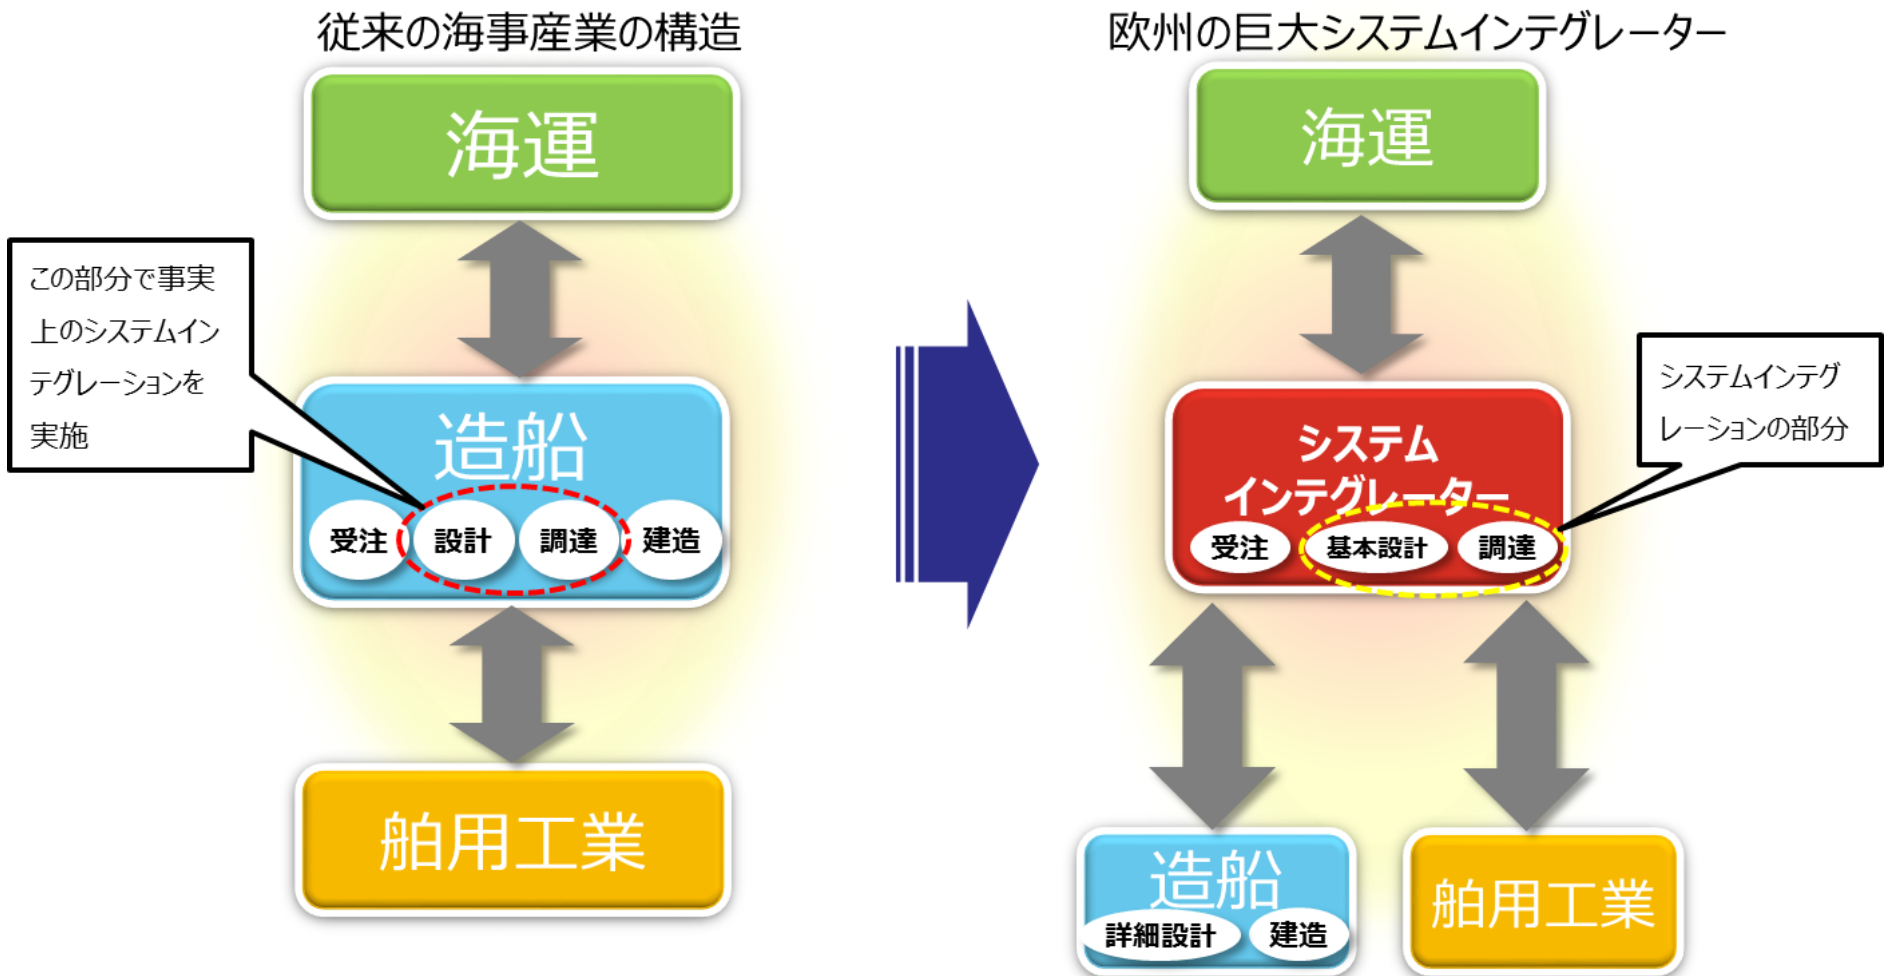 従来の海事産業の構造
海運
この部分で事実
上のシステムイン
テグレーションを
実施
造船
受注 設計 調達 建造
舶用工業
欧州の巨大システムインテグレーター
海運
システムインテグ
レーションの部分
システム
インテグレーター
受注 基本設計 調達
造船
詳細設計 建造
舶用工業